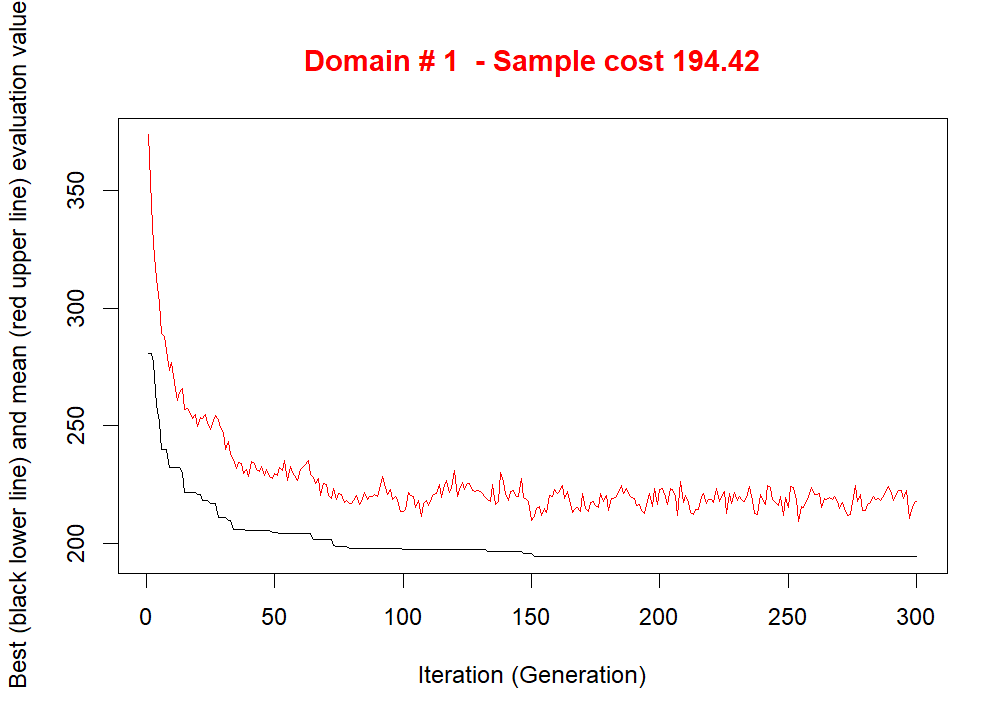 Domain # 1  - Sample cost 194.42
Best (black lower line) and mean (red upper line) evaluation value
350
300
250
200
0 50 100 150 200 250 300
Iteration (Generation)